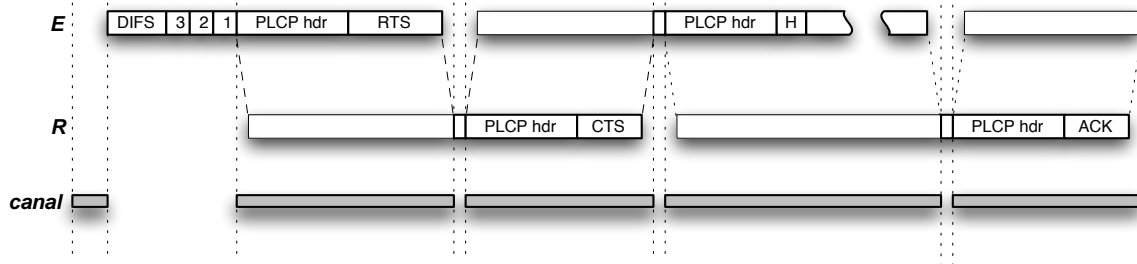 E DIFS 3 2 1 PLCP hdr RTS PLCP hdr H
R PLCP hdr CTS PLCP hdr ACK
canal